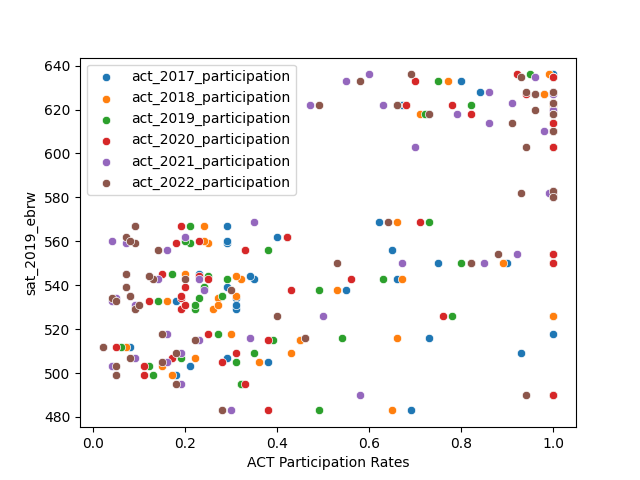 640
620
600
580
560
540
520
500
480
sat_2019_ebrw
act_2017_participation
act_2018_participation
act_2019_participation
act_2020_participation
act_2021_participation
act_2022_participation
0.0 0.2 0.4 0.6 0.8 1.0
ACT Participation Rates